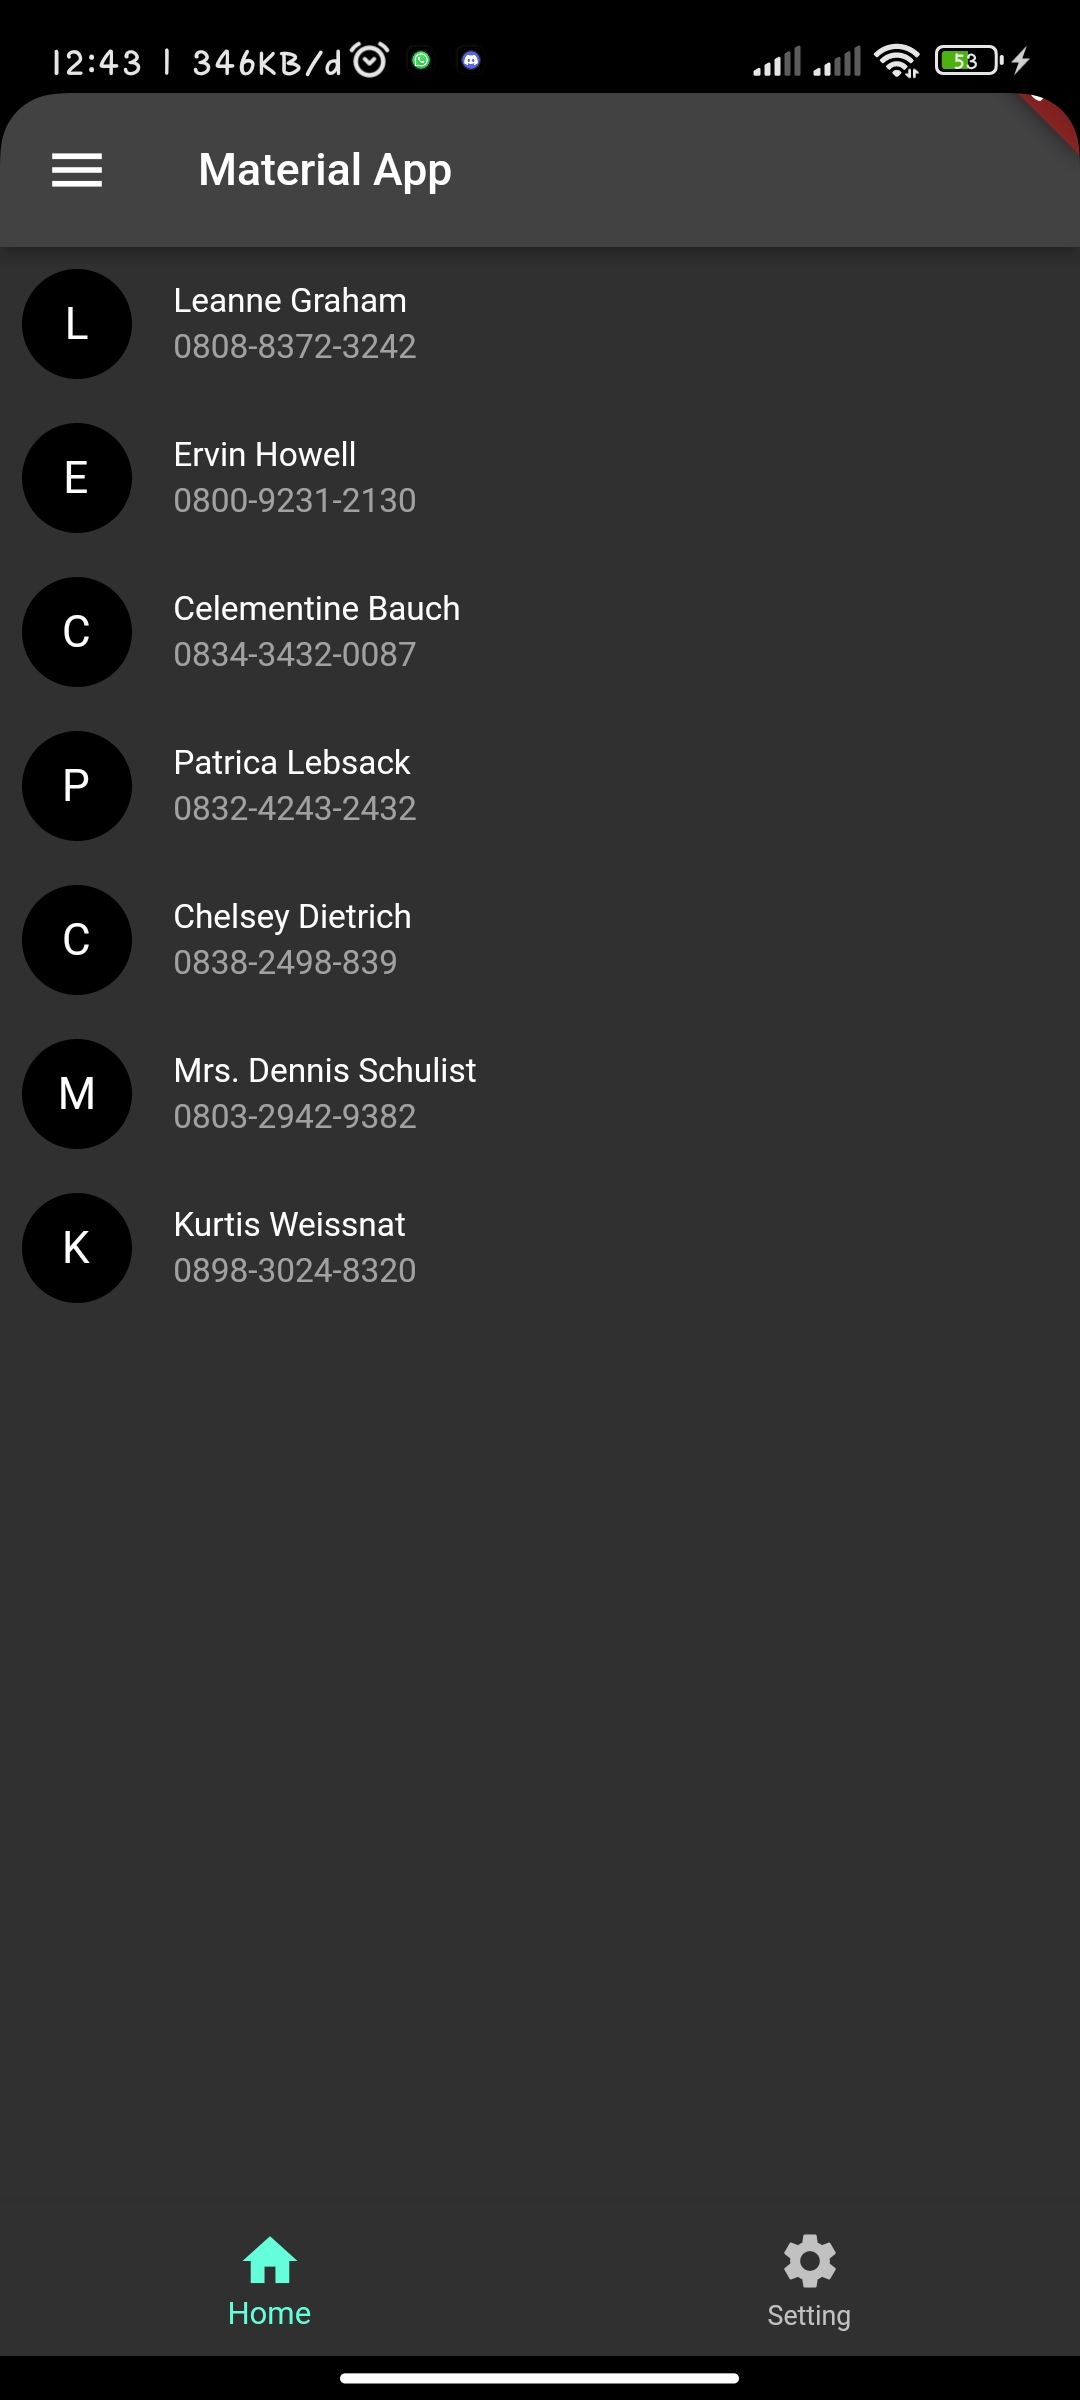 12:43 | 346KB/d
53
Material App
L
Leanne Graham
0808-8372-3242
E
Ervin Howell
0800-9231-2130
C
Celementine Bauch
0834-3432-0087
P
Patrica Lebsack
0832-4243-2432
C
Chelsey Dietrich
0838-2498-839
M
Mrs. Dennis Schulist
0803-2942-9382
K
Kurtis Weissnat
0898-3024-8320
Home
Setting